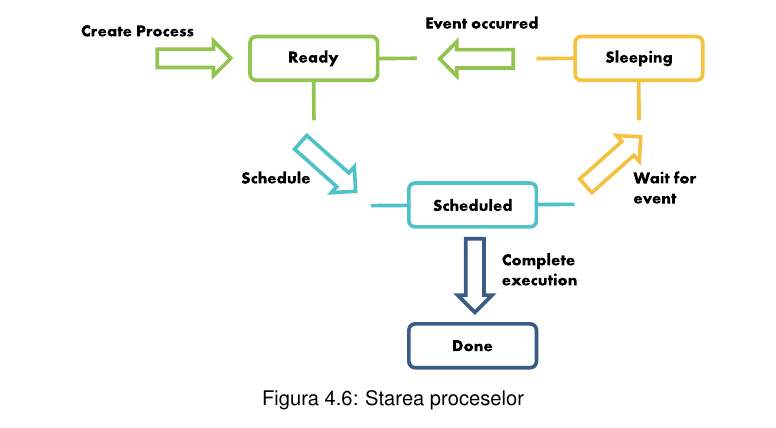 Create Process
Event occurred
Ready
Sleeping
Schedule
Scheduled
Wait for
event
Complete
execution
Done
Figura 4.6: Starea proceselor